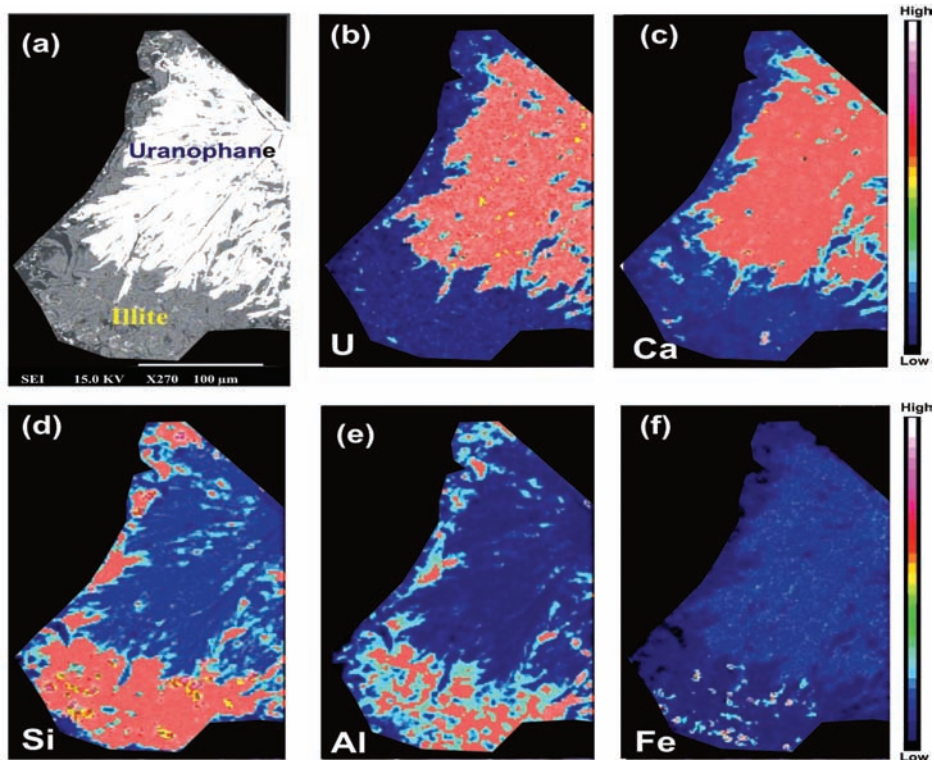 (a)
Uranophane
Illite
SEI 15.0 KV X270 100 µm
(b)
U
(c)
Ca
High
Low
(d)
Si
(e)
Al
(f)
Fe
High
Low